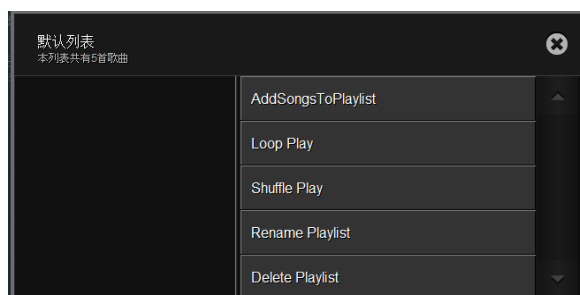 默认列表
本列表共有5首歌曲
AddSongsToPlaylist
Loop Play
Shuffle Play
Rename Playlist
Delete Playlist